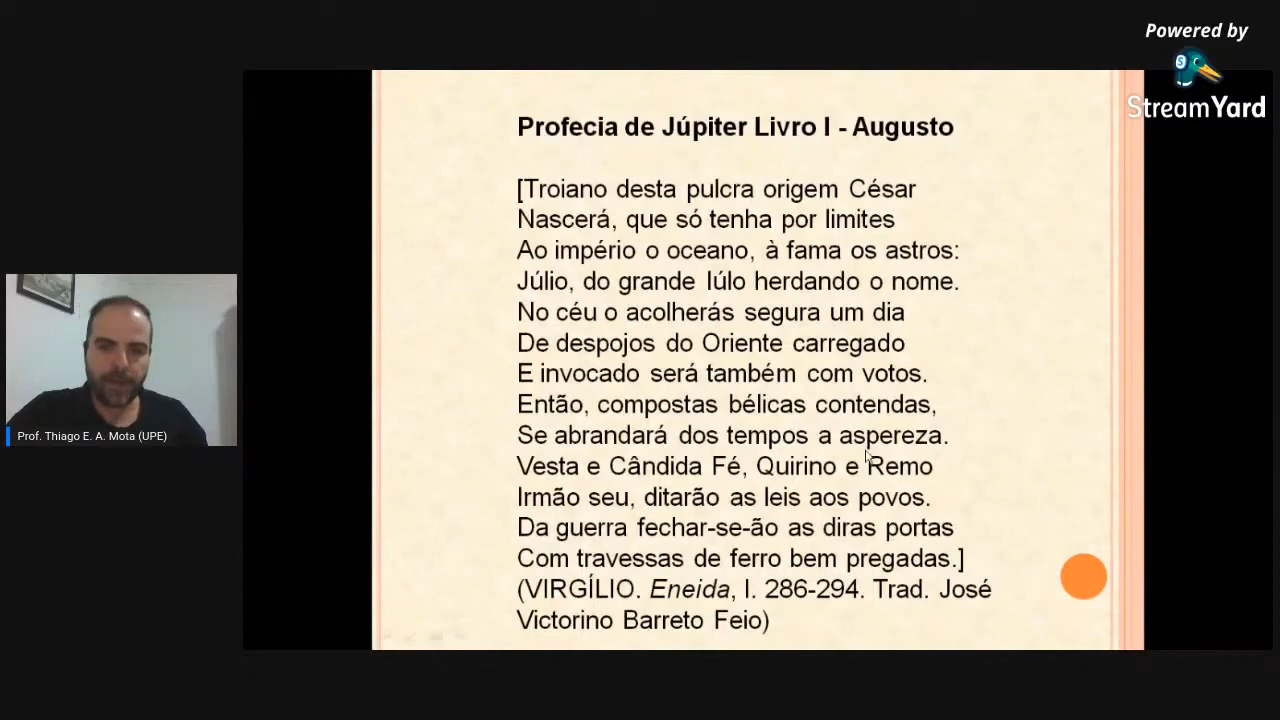 Powered by
StreamYard
Profecia de Júpiter Livro I - Augusto
[Troiano desta pulcra origem César
Nascerá, que só tenha por limites
Ao império o oceano, à fama os astros:
Júlio, do grande Iúlo herdando o nome.
No céu o acolherás segura um dia
De despojos do Oriente carregado
E invocado será também com votos.
Então, compostas bélicas contendas,
Se abrandará dos tempos a aspereza.
Vesta e Cândida Fé, Quirino e Remo
Irmão seu, ditarão as leis aos povos.
Da guerra fechar-se-ão as diras portas
Com travessas de ferro bem pregadas.]
(VIRGÍLIO. Eneida, I. 286-294. Trad. José
Victorino Barreto Feio)
Prof. Thiago E. A. Mota (UPE)